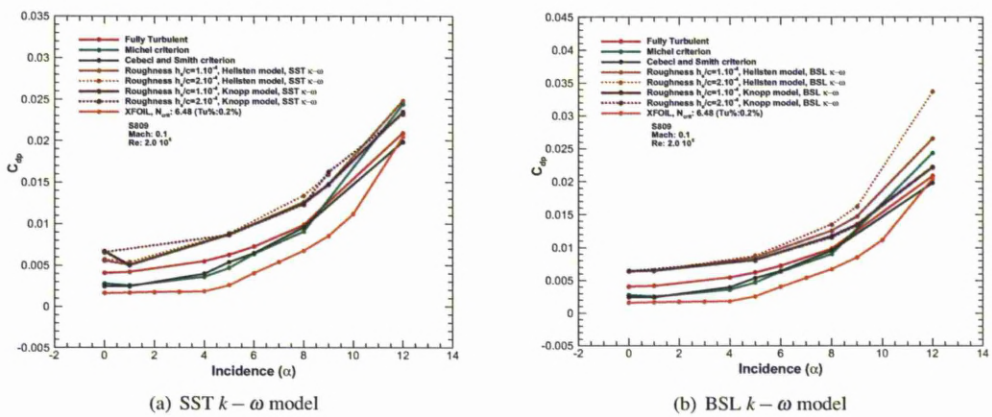 0.035
0.03
0.025
0.02
0.015
0.01
0.005
0
-0.005
C_dp
-2 0 2 4 6 8 10 12 14
Incidence (α)
Fully Turbulent
Michel criterion
Cebeci and Smith criterion
Roughness hₛ/c=1.10⁻⁴, Hellsten model, SST κ-ω
Roughness hₛ/c=2.10⁻⁴, Hellsten model, SST κ-ω
Roughness hₛ/c=1.10⁻⁴, Knopp model, SST κ-ω
Roughness hₛ/c=2.10⁻⁴, Knopp model, SST κ-ω
XFOIL, N_crit: 6.48 (Tu%:0.2%)
S809
Mach: 0.1
Re: 2.0 10⁶
(a) SST k − ω model
0.045
0.04
0.035
0.03
0.025
0.02
0.015
0.01
0.005
0
-0.005
C_dp
-2 0 2 4 6 8 10 12 14
Incidence (α)
Fully Turbulent
Michel criterion
Cebeci and Smith criterion
Roughness hₛ/c=1.10⁻⁴, Hellsten model, BSL κ-ω
Roughness hₛ/c=2.10⁻⁴, Hellsten model, BSL κ-ω
Roughness hₛ/c=1.10⁻⁴, Knopp model, BSL κ-ω
Roughness hₛ/c=2.10⁻⁴, Knopp model, BSL κ-ω
XFOIL, N_crit: 6.48 (Tu%:0.2%)
S809
Mach: 0.1
Re: 2.0 10⁶
(b) BSL k − ω model